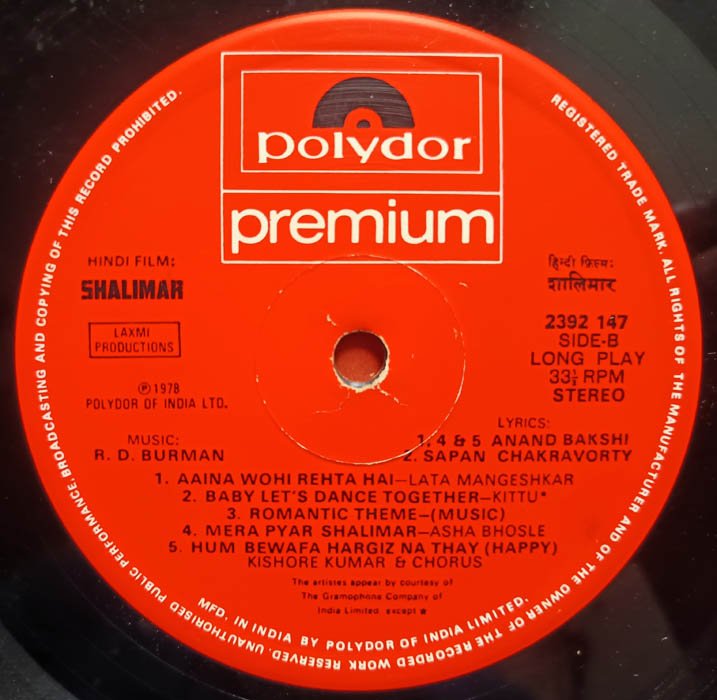 polydor
premium
HINDI FILM:
SHALIMAR
LAXMI
PRODUCTIONS
℗ 1978
POLYDOR OF INDIA LTD.
MUSIC:
R. D. BURMAN
हिन्दी फ़िल्म:
शालिमार
2392 147
SIDE-B
LONG PLAY
33⅓ RPM
STEREO
LYRICS:
1. 4 & 5 ANAND BAKSHI
2. SAPAN CHAKRAVORTY
1. AAINA WOHI REHTA HAI—LATA MANGESHKAR
2. BABY LET'S DANCE TOGETHER—KITTU*
3. ROMANTIC THEME—(MUSIC)
4. MERA PYAR SHALIMAR—ASHA BHOSLE
5. HUM BEWAFA HARGIZ NA THAY (HAPPY)
KISHORE KUMAR & CHORUS
The artistes appear by courtesy of
The Gramophone Company of
India Limited except *
MFD. IN INDIA BY POLYDOR OF INDIA LIMITED.
REGISTERED TRADE MARK. ALL RIGHTS OF THE MANUFACTURER AND OF THE OWNER OF THE RECORDED WORK RESERVED. UNAUTHORISED PUBLIC PERFORMANCE, BROADCASTING AND COPYING OF THIS RECORD PROHIBITED.